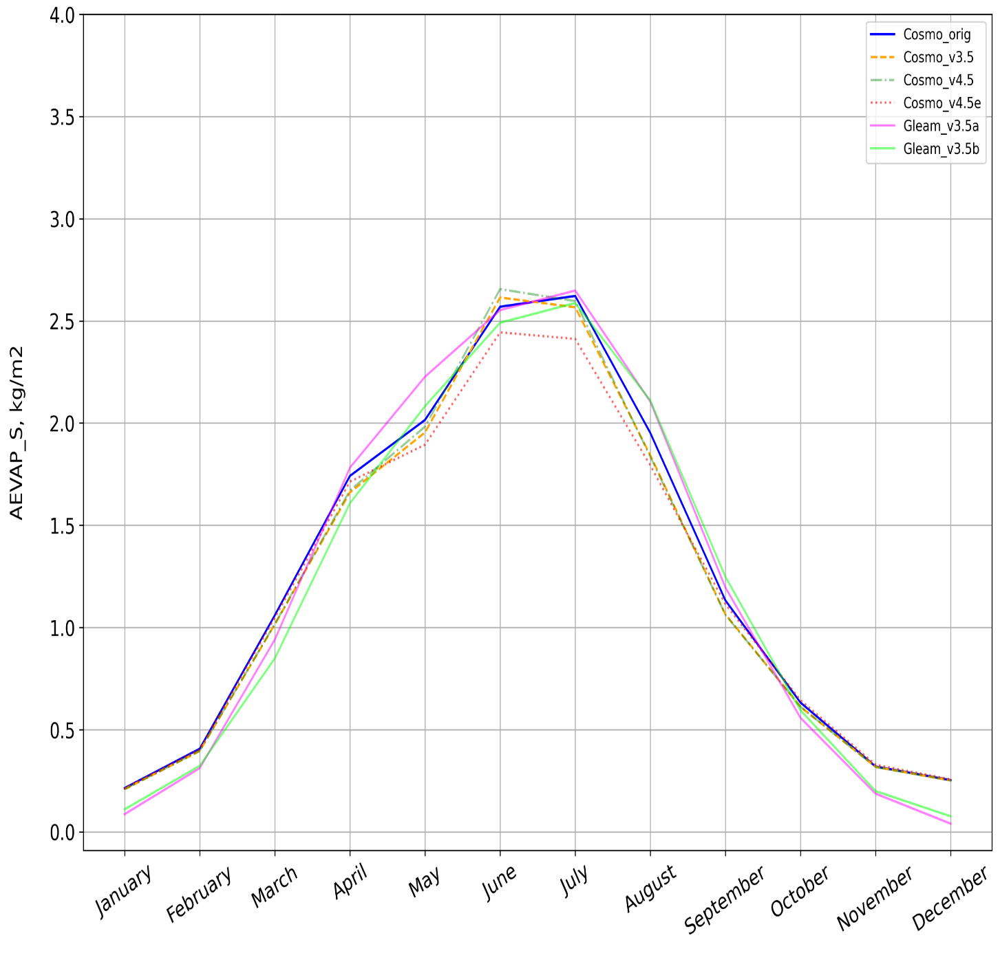 4.0
3.5
3.0
2.5
2.0
1.5
1.0
0.5
0.0
AEVAP_S, kg/m2
Cosmo_orig
Cosmo_v3.5
Cosmo_v4.5
Cosmo_v4.5e
Gleam_v3.5a
Gleam_v3.5b
January
February
March
April
May
June
July
August
September
October
November
December